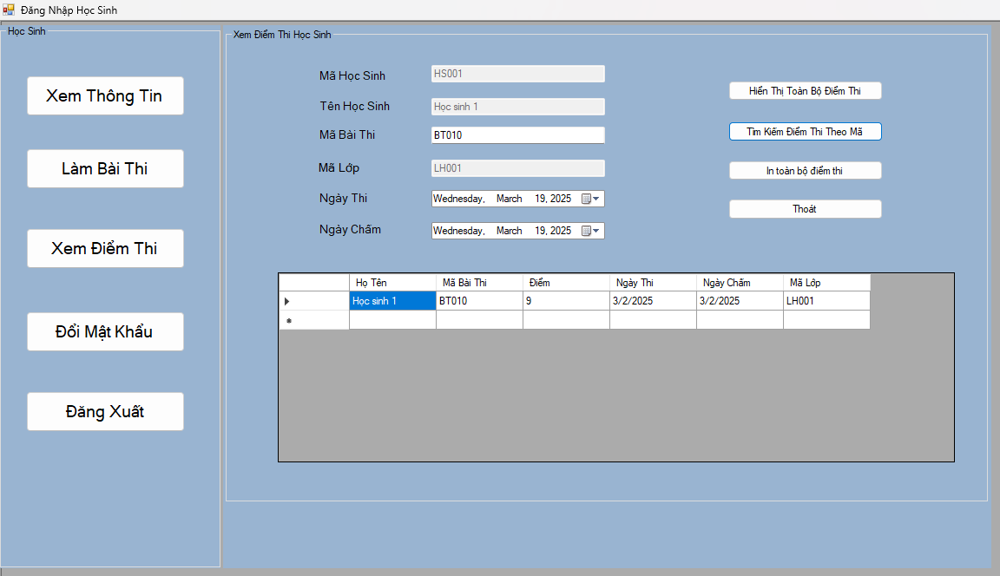 Đăng Nhập Học Sinh
Học Sinh
Xem Thông Tin
Làm Bài Thi
Xem Điểm Thi
Đổi Mật Khẩu
Đăng Xuất
Xem Điểm Thi Học Sinh
Mã Học Sinh HS001
Tên Học Sinh Học sinh 1
Mã Bài Thi BT010
Mã Lớp LH001
Ngày Thi Wednesday, March 19, 2025
Ngày Chấm Wednesday, March 19, 2025
Hiển Thị Toàn Bộ Điểm Thi
Tìm Kiếm Điểm Thi Theo Mã
In toàn bộ điểm thi
Thoát
Họ Tên Mã Bài Thi Điểm Ngày Thi Ngày Chấm Mã Lớp
Học sinh 1 BT010 9 3/2/2025 3/2/2025 LH001